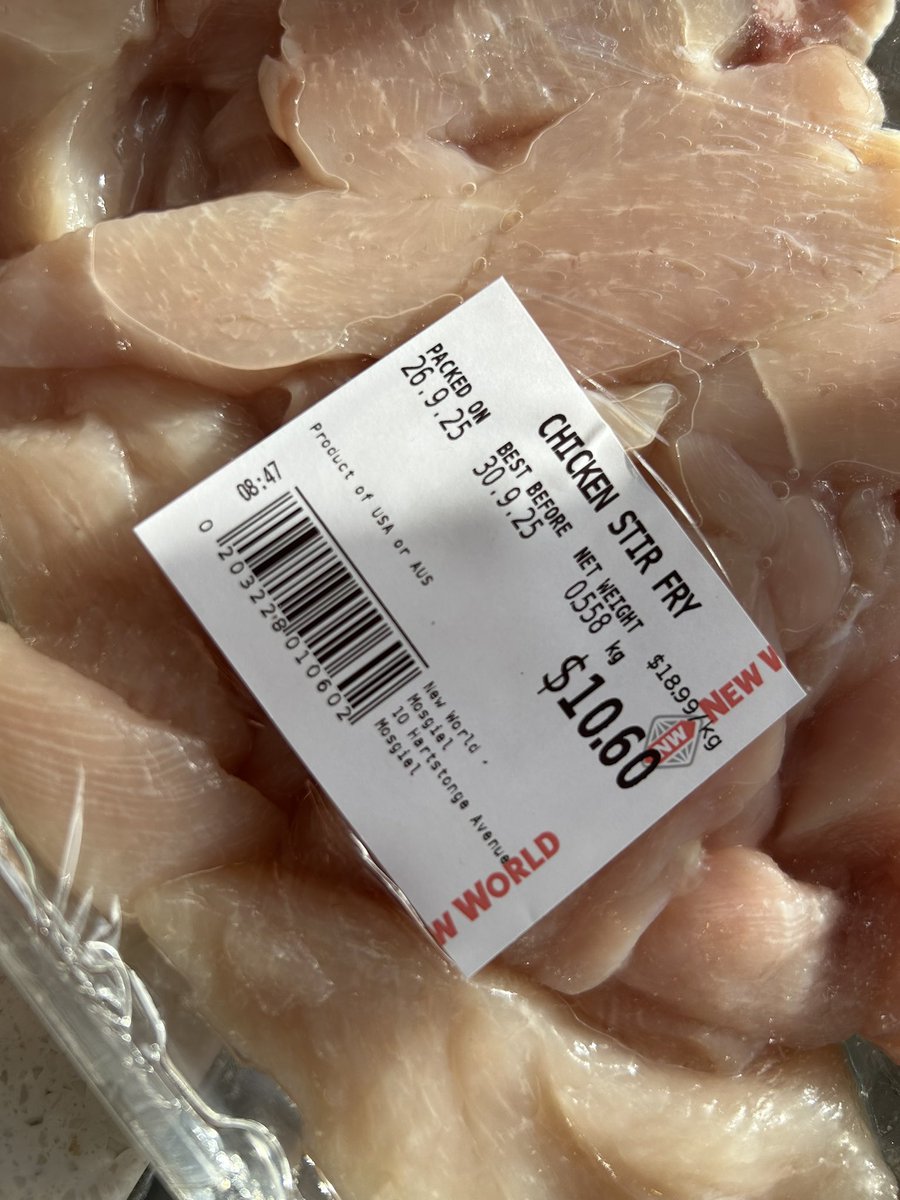 CHICKEN STIR FRY
PACKED ON BEST BEFORE NET WEIGHT $18.99/kg
26.9.25 30.9.25 0.558 kg $10.60
Product of USA or AUS
08:47
0 203228 010602
New World -
Mosgiel
10 Hartstonge Avenue
Mosgiel
NW
NEW W
W WORLD